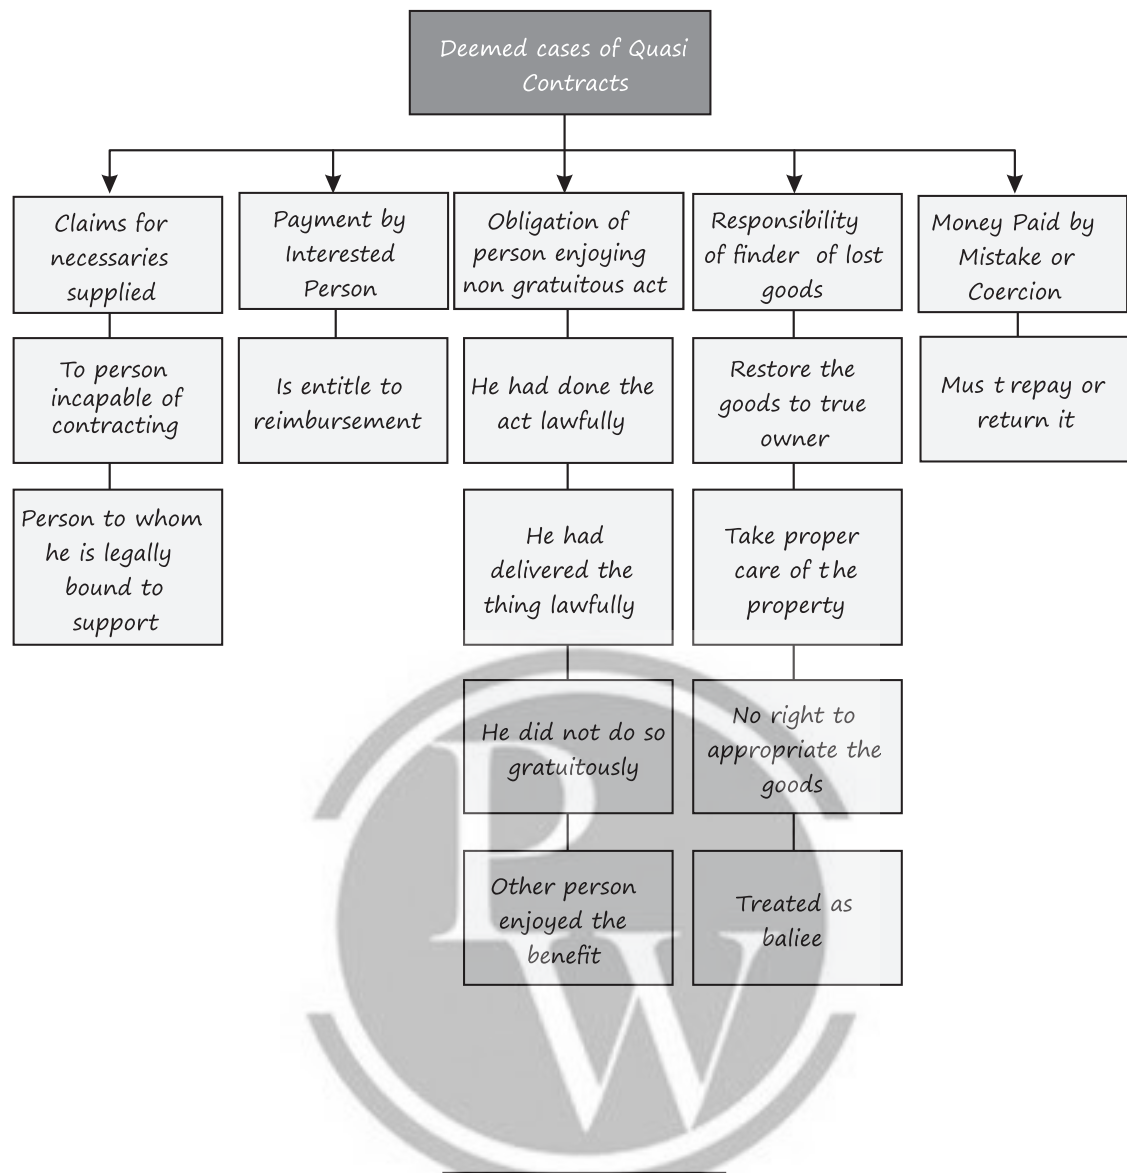 Deemed cases of Quasi
Contracts
Claims for
necessaries
supplied
To person
incapable of
contracting
Person to whom
he is legally
bound to
support
Payment by
Interested
Person
Is entitle to
reimbursement
Obligation of
person enjoying
non gratuitous act
He had done the
act lawfully
He had
delivered the
thing lawfully
He did not do so
gratuitously
Other person
enjoyed the
benefit
Responsibility
of finder of lost
goods
Restore the
goods to true
owner
Take proper
care of the
property
No right to
appropriate the
goods
Treated as
baliee
Money Paid by
Mistake or
Coercion
Mus t repay or
return it
PW